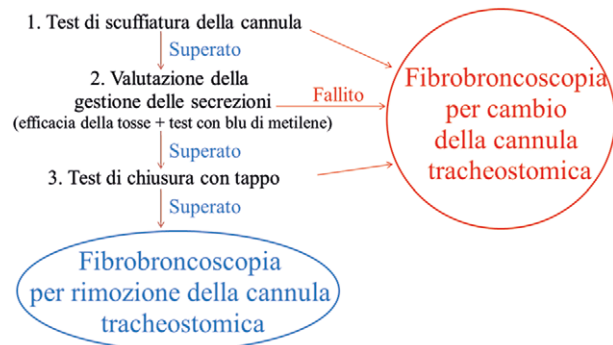 1. Test di scuffiatura della cannula
Superato
2. Valutazione della
gestione delle secrezioni
(efficacia della tosse + test con blu di metilene)
Fallito
Superato
3. Test di chiusura con tappo
Superato
Fibrobroncoscopia
per rimozione della cannula
tracheostomica
Fibrobroncoscopia
per cambio
della cannula
tracheostomica